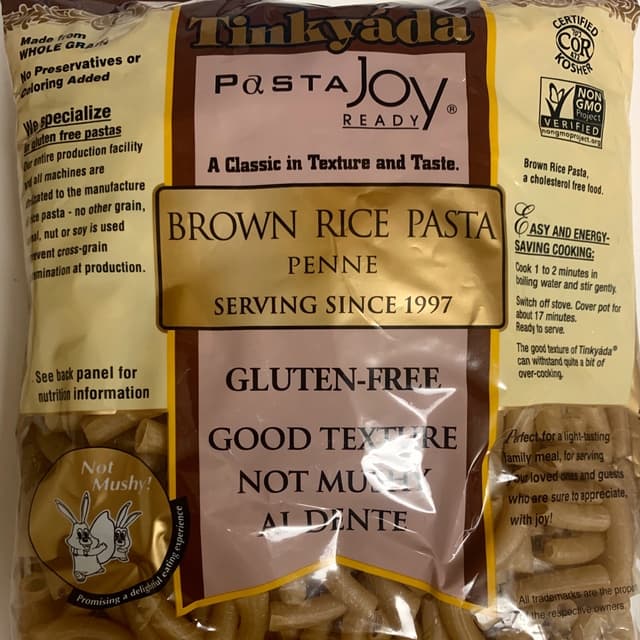 Tinkyáda
PastaJoy
READY®
A Classic in Texture and Taste.
BROWN RICE PASTA
PENNE
SERVING SINCE 1997
GLUTEN-FREE
GOOD TEXTURE
NOT MUSHY
AL DENTE
Made from
WHOLE GRAIN
No Preservatives or
Coloring Added
We specialize
in gluten free pastas
Our entire production facility
and all machines are
dedicated to the manufacture
rice pasta - no other grain,
nut or soy is used
prevent cross-grain
contamination at production.
See back panel for
nutrition information
Not
Mushy!
Promising a delightful eating experience
CERTIFIED
COR
KOSHER
NON
GMO
Project
VERIFIED
nongmoproject.org
Brown Rice Pasta,
a cholesterol free food.
EASY AND ENERGY-
SAVING COOKING:
Cook 1 to 2 minutes in
boiling water and stir gently.
Switch off stove. Cover pot for
about 17 minutes.
Ready to serve.
The good texture of Tinkyáda®
can withstand quite a bit of
over-cooking.
Perfect for a light-tasting
family meal, for serving
your loved ones and guests
who are sure to appreciate,
with joy!
All trademarks are the prop
the respective owners.